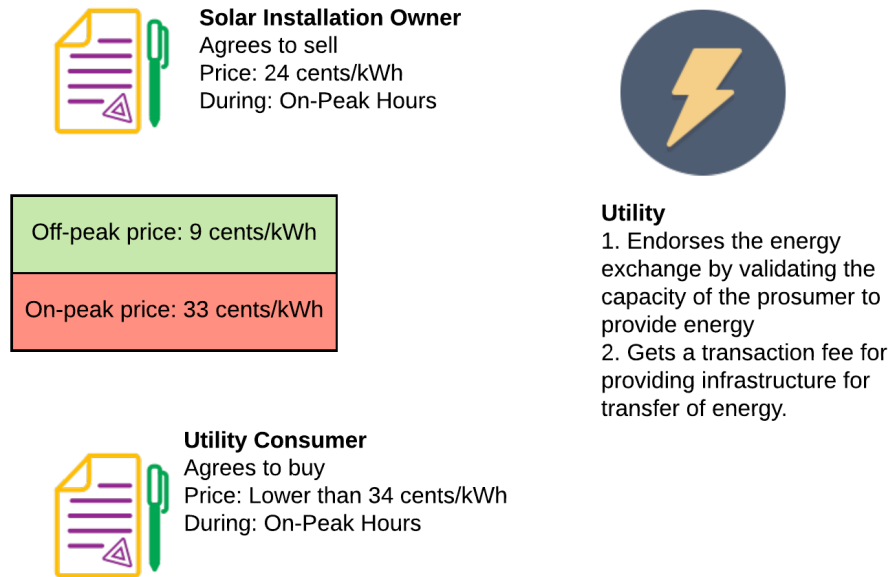 Solar Installation Owner
Agrees to sell
Price: 24 cents/kWh
During: On-Peak Hours
Off-peak price: 9 cents/kWh
On-peak price: 33 cents/kWh
Utility Consumer
Agrees to buy
Price: Lower than 34 cents/kWh
During: On-Peak Hours
Utility
1. Endorses the energy
exchange by validating the
capacity of the prosumer to
provide energy
2. Gets a transaction fee for
providing infrastructure for
transfer of energy.